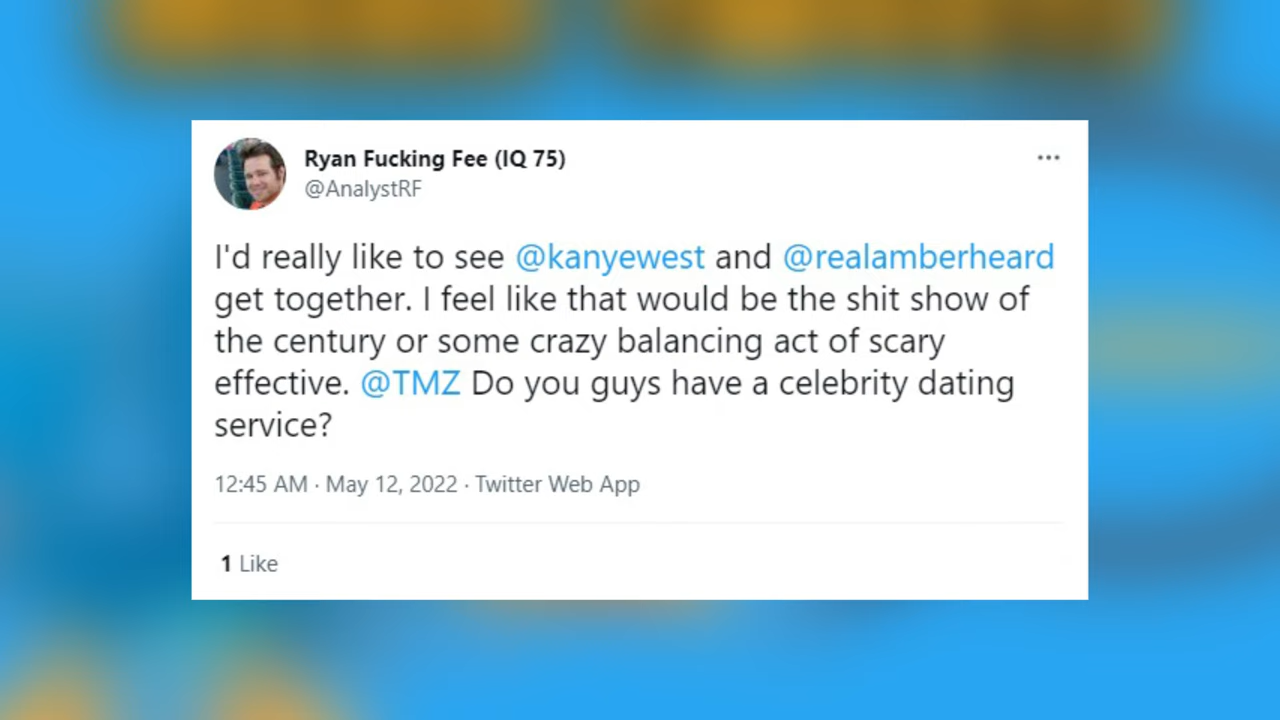 Ryan Fucking Fee (IQ 75)
@AnalystRF
I'd really like to see @kanyewest and @realamberheard
get together. I feel like that would be the shit show of
the century or some crazy balancing act of scary
effective. @TMZ Do you guys have a celebrity dating
service?
12:45 AM · May 12, 2022 · Twitter Web App
1 Like